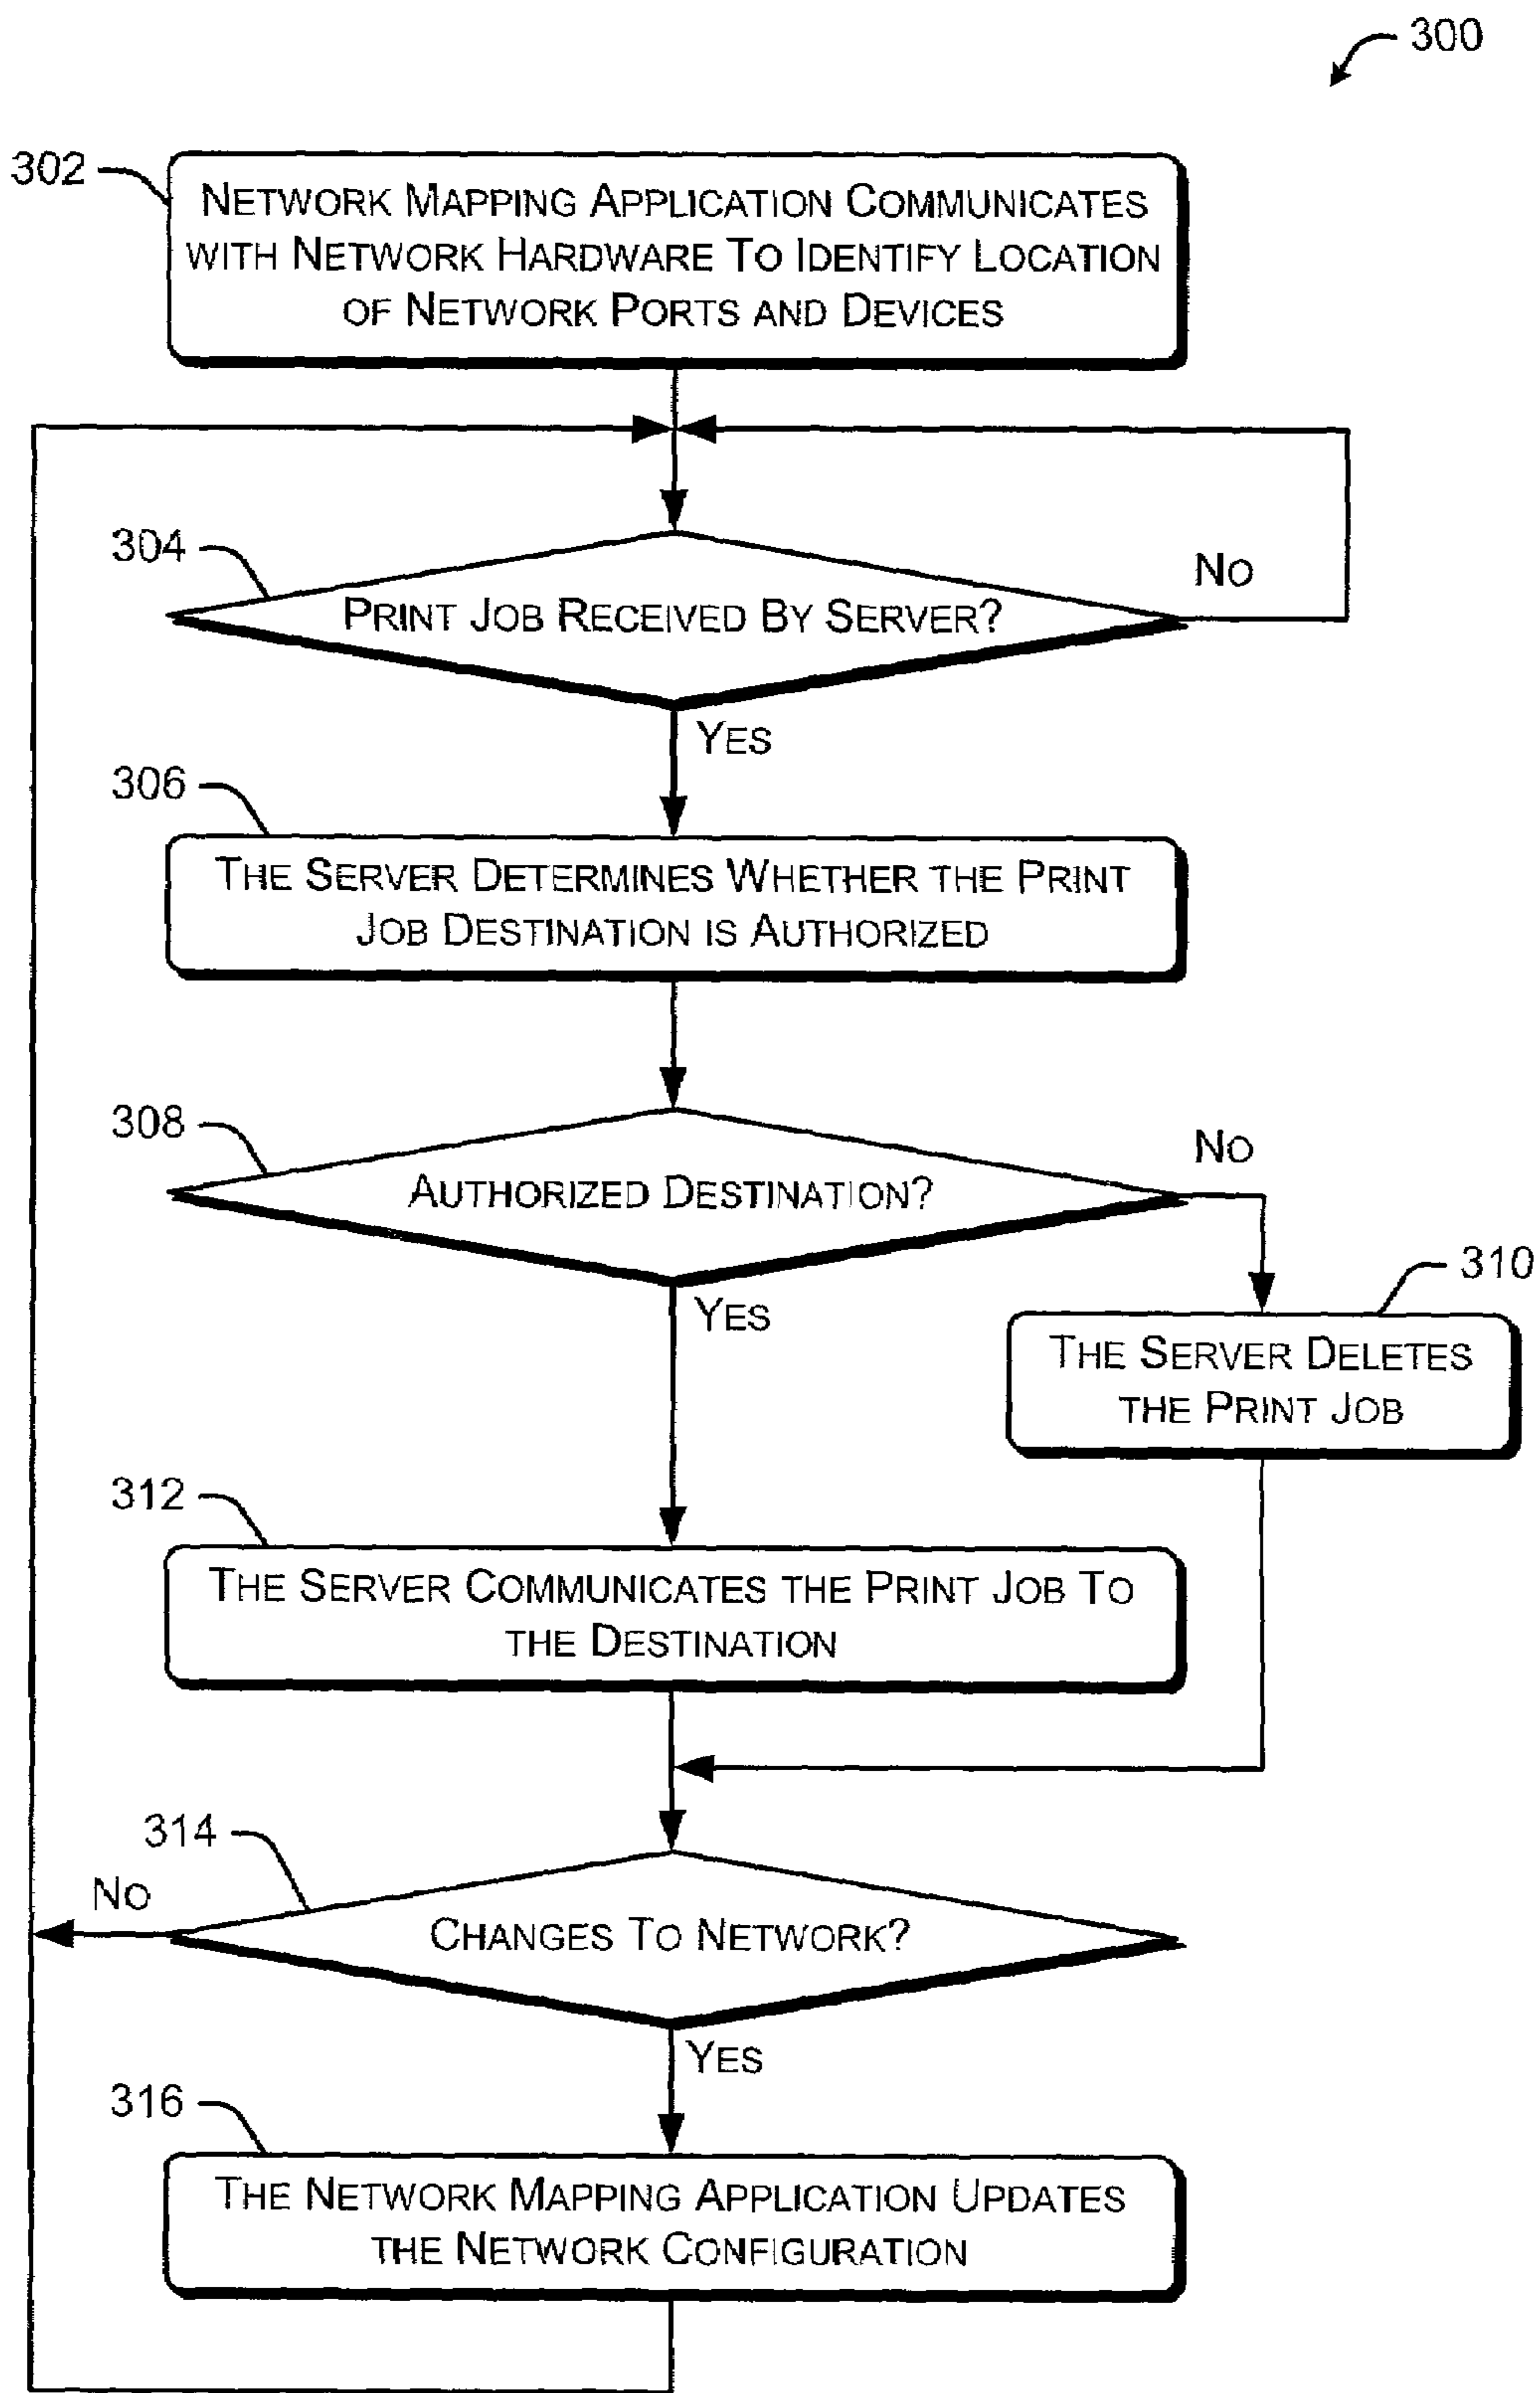 300
302
NETWORK MAPPING APPLICATION COMMUNICATES
WITH NETWORK HARDWARE TO IDENTIFY LOCATION
OF NETWORK PORTS AND DEVICES
304
PRINT JOB RECEIVED BY SERVER?
NO
YES
306
THE SERVER DETERMINES WHETHER THE PRINT
JOB DESTINATION IS AUTHORIZED
308
AUTHORIZED DESTINATION?
NO
YES
310
THE SERVER DELETES
THE PRINT JOB
312
THE SERVER COMMUNICATES THE PRINT JOB TO
THE DESTINATION
314
NO
CHANGES TO NETWORK?
YES
316
THE NETWORK MAPPING APPLICATION UPDATES
THE NETWORK CONFIGURATION